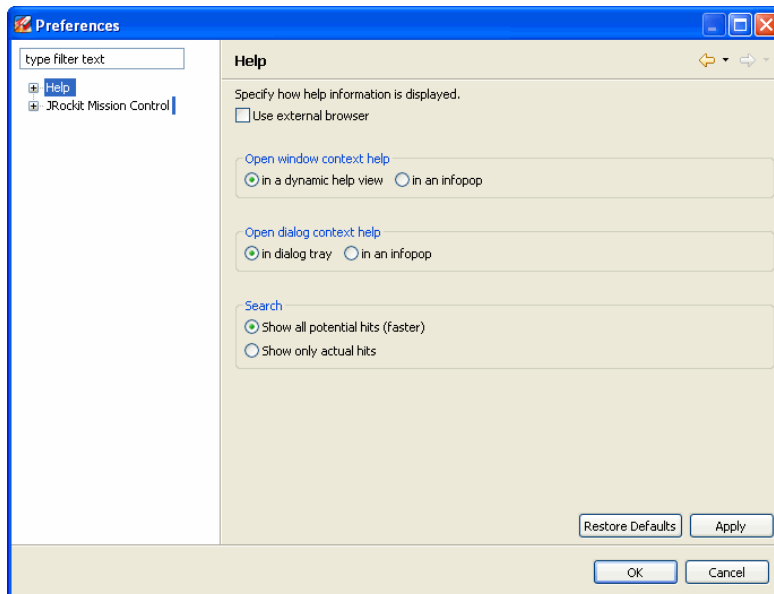 Preferences
type filter text
Help
JRockit Mission Control
Help
Specify how help information is displayed.
Use external browser
Open window context help
in a dynamic help view in an infopop
Open dialog context help
in dialog tray in an infopop
Search
Show all potential hits (faster)
Show only actual hits
Restore Defaults Apply
OK Cancel